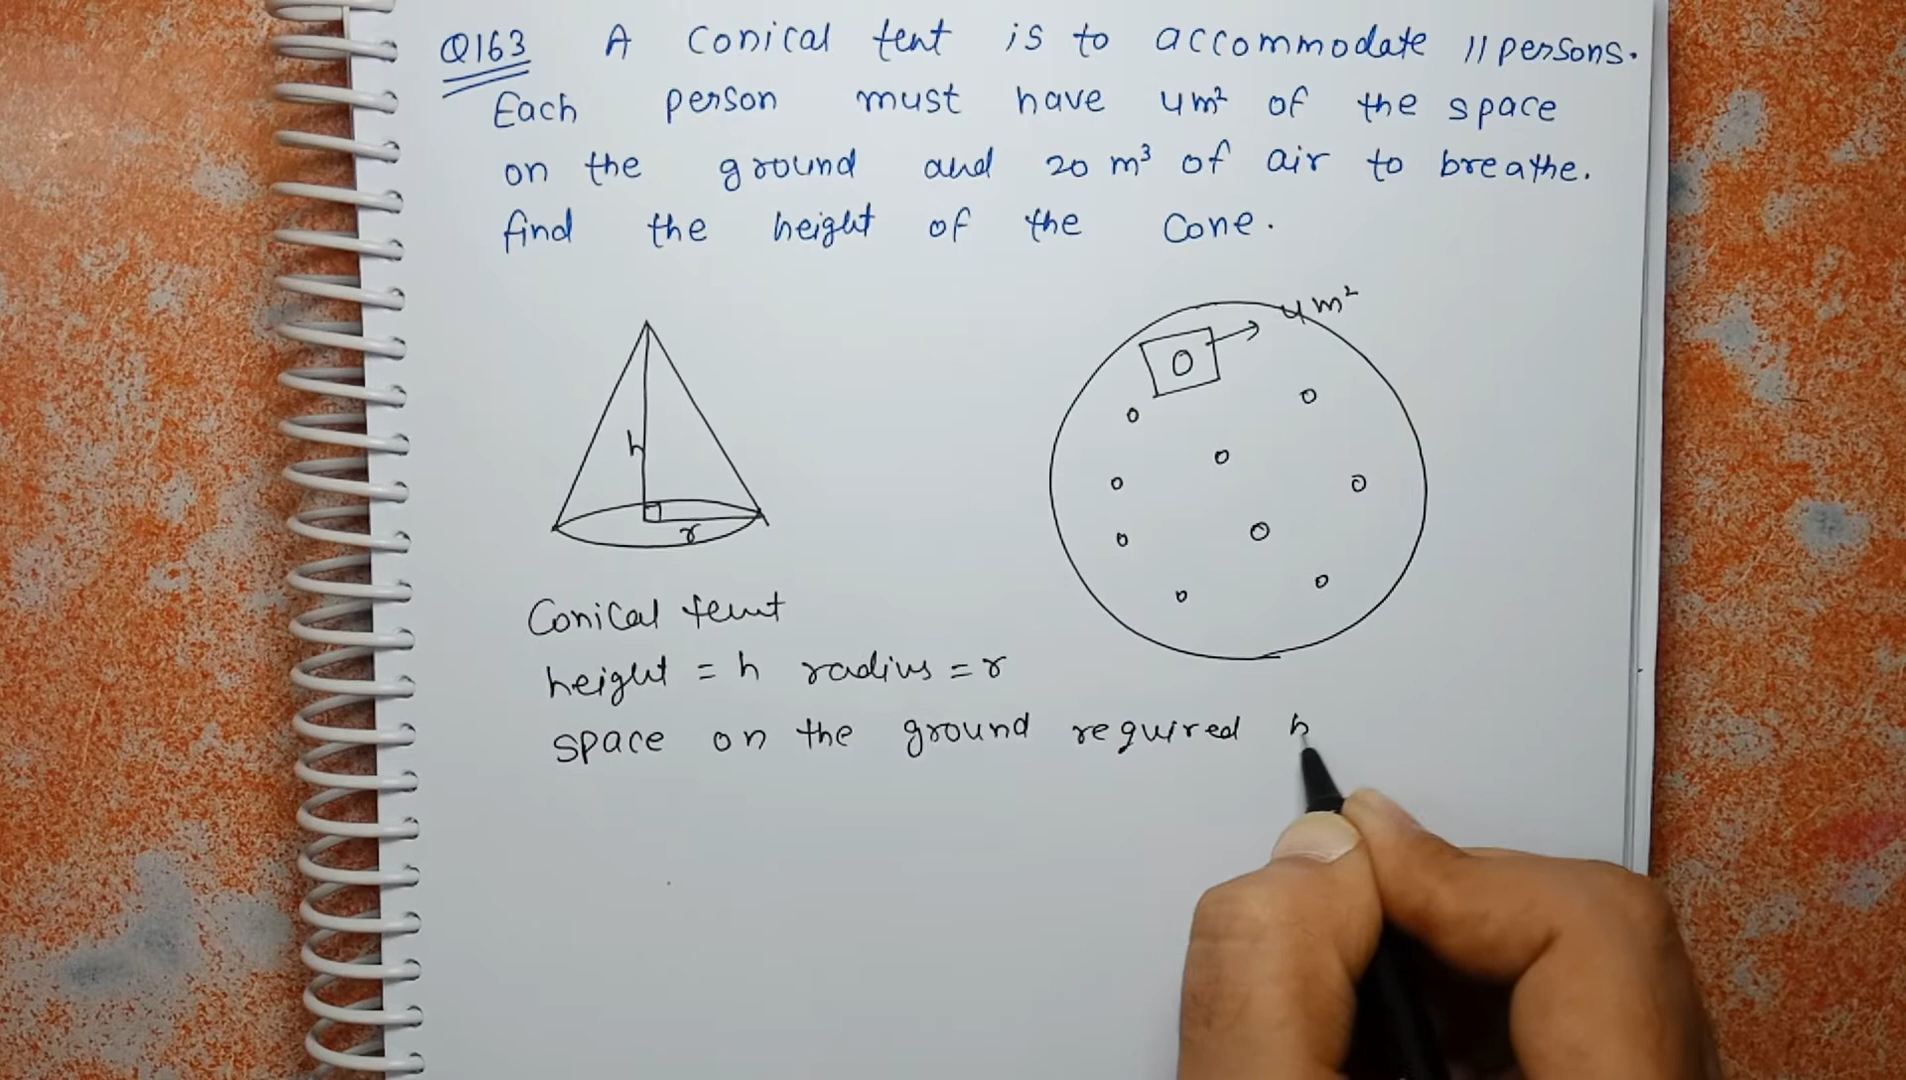 Q163 A conical tent is to accommodate 11 persons.
Each person must have 4m² of the space
on the ground and 20 m³ of air to breathe.
find the height of the cone.
4m²
h
r
Conical tent
height = h radius = r
space on the ground required b